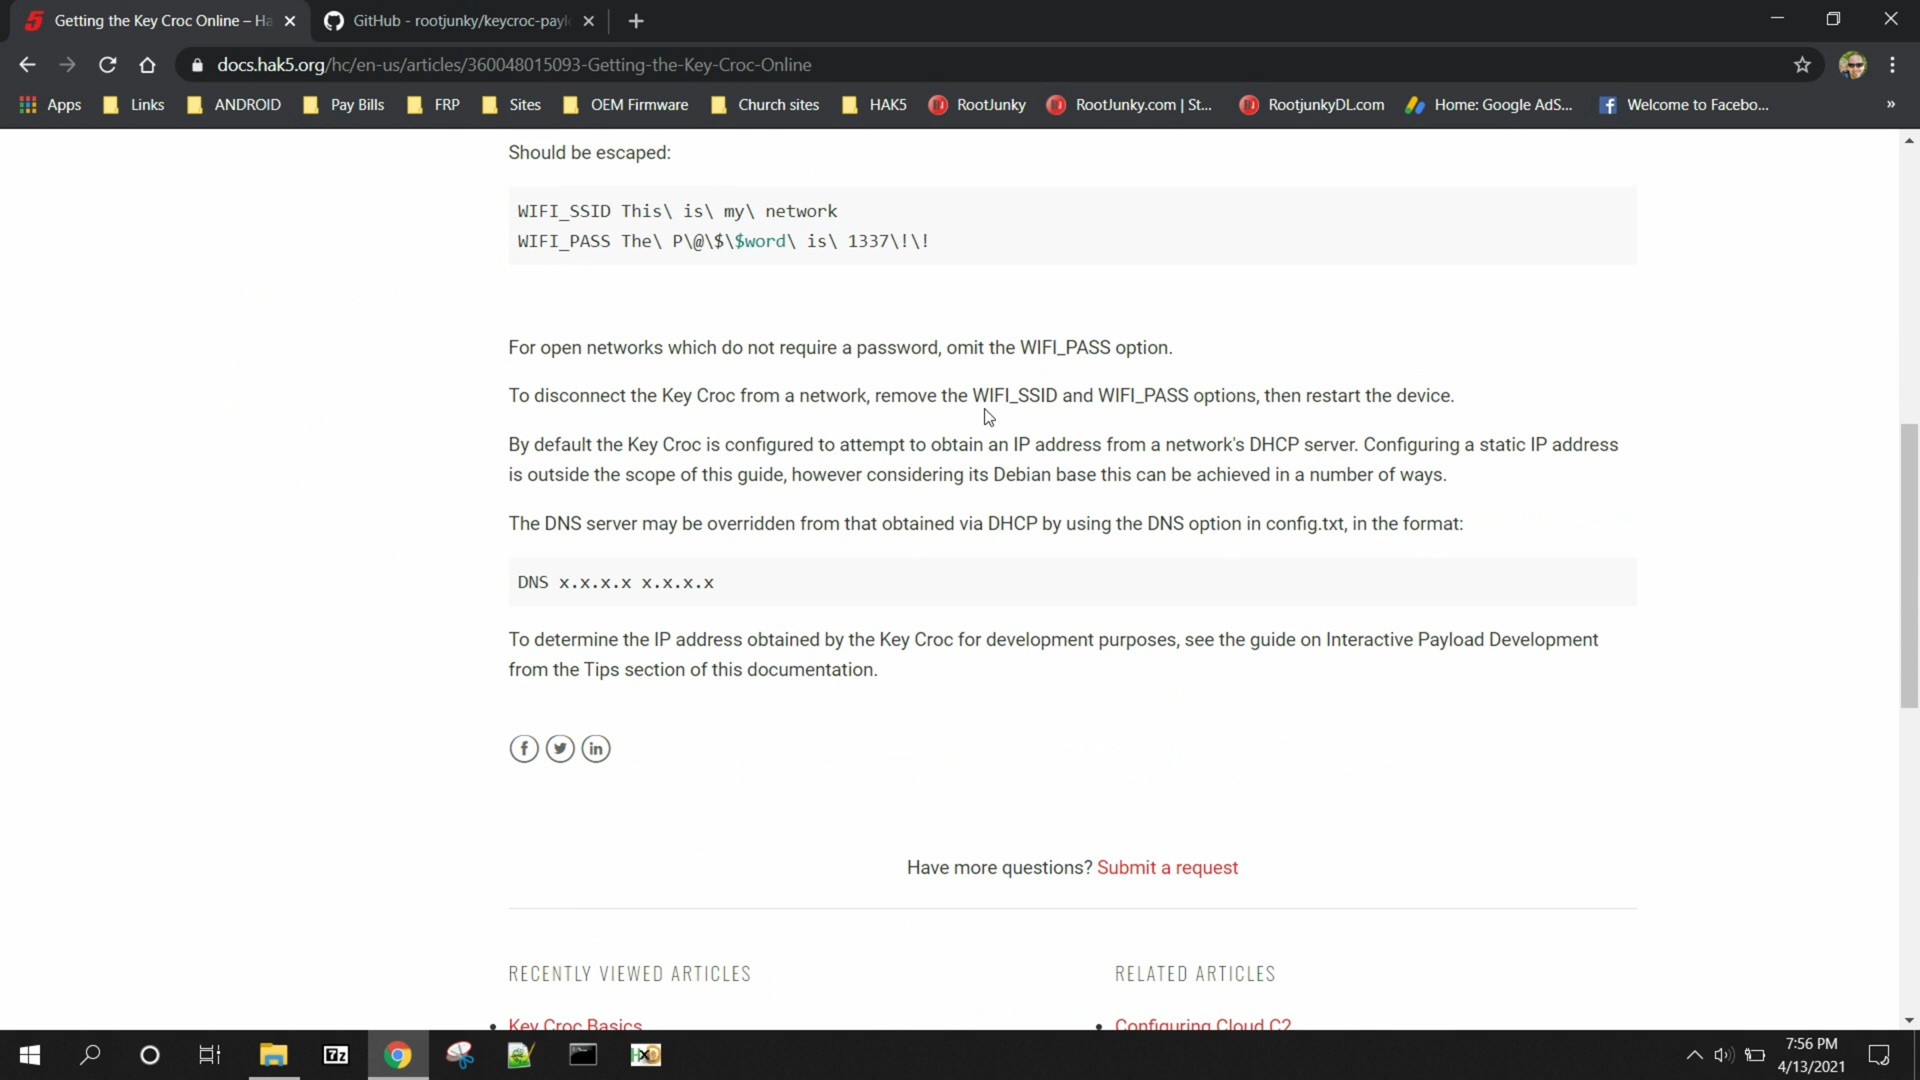 Getting the Key Croc Online – Ha
GitHub - rootjunky/keycroc-payl
docs.hak5.org/hc/en-us/articles/360048015093-Getting-the-Key-Croc-Online
Apps
Links
ANDROID
Pay Bills
FRP
Sites
OEM Firmware
Church sites
HAK5
RootJunky
RootJunky.com | St...
RootjunkyDL.com
Home: Google AdS...
Welcome to Facebo...
»
Should be escaped:
WIFI_SSID This\ is\ my\ network
WIFI_PASS The\ P\@\$\$word\ is\ 1337\!\!
For open networks which do not require a password, omit the WIFI_PASS option.
To disconnect the Key Croc from a network, remove the WIFI_SSID and WIFI_PASS options, then restart the device.
By default the Key Croc is configured to attempt to obtain an IP address from a network's DHCP server. Configuring a static IP address
is outside the scope of this guide, however considering its Debian base this can be achieved in a number of ways.
The DNS server may be overridden from that obtained via DHCP by using the DNS option in config.txt, in the format:
DNS x.x.x.x x.x.x.x
To determine the IP address obtained by the Key Croc for development purposes, see the guide on Interactive Payload Development
from the Tips section of this documentation.
Have more questions? Submit a request
RECENTLY VIEWED ARTICLES
RELATED ARTICLES
Key Croc Basics
Configuring Cloud C2
7z
HxD
7:56 PM
4/13/2021